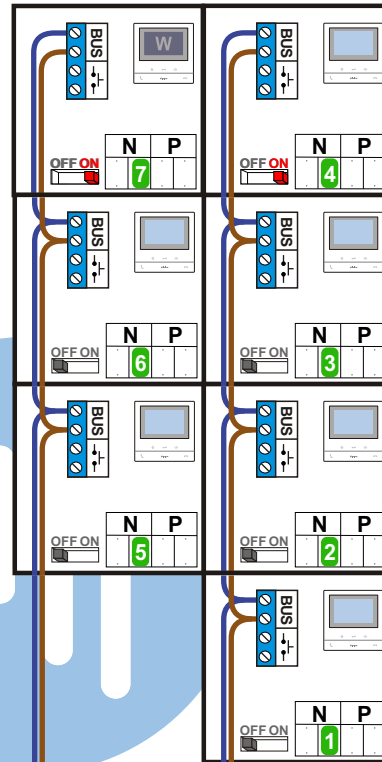 BUS
W
N P
OFF ON
7
BUS
N P
OFF ON
4
BUS
N P
OFF ON
6
BUS
N P
OFF ON
3
BUS
N P
OFF ON
5
BUS
N P
OFF ON
2
BUS
N P
OFF ON
1